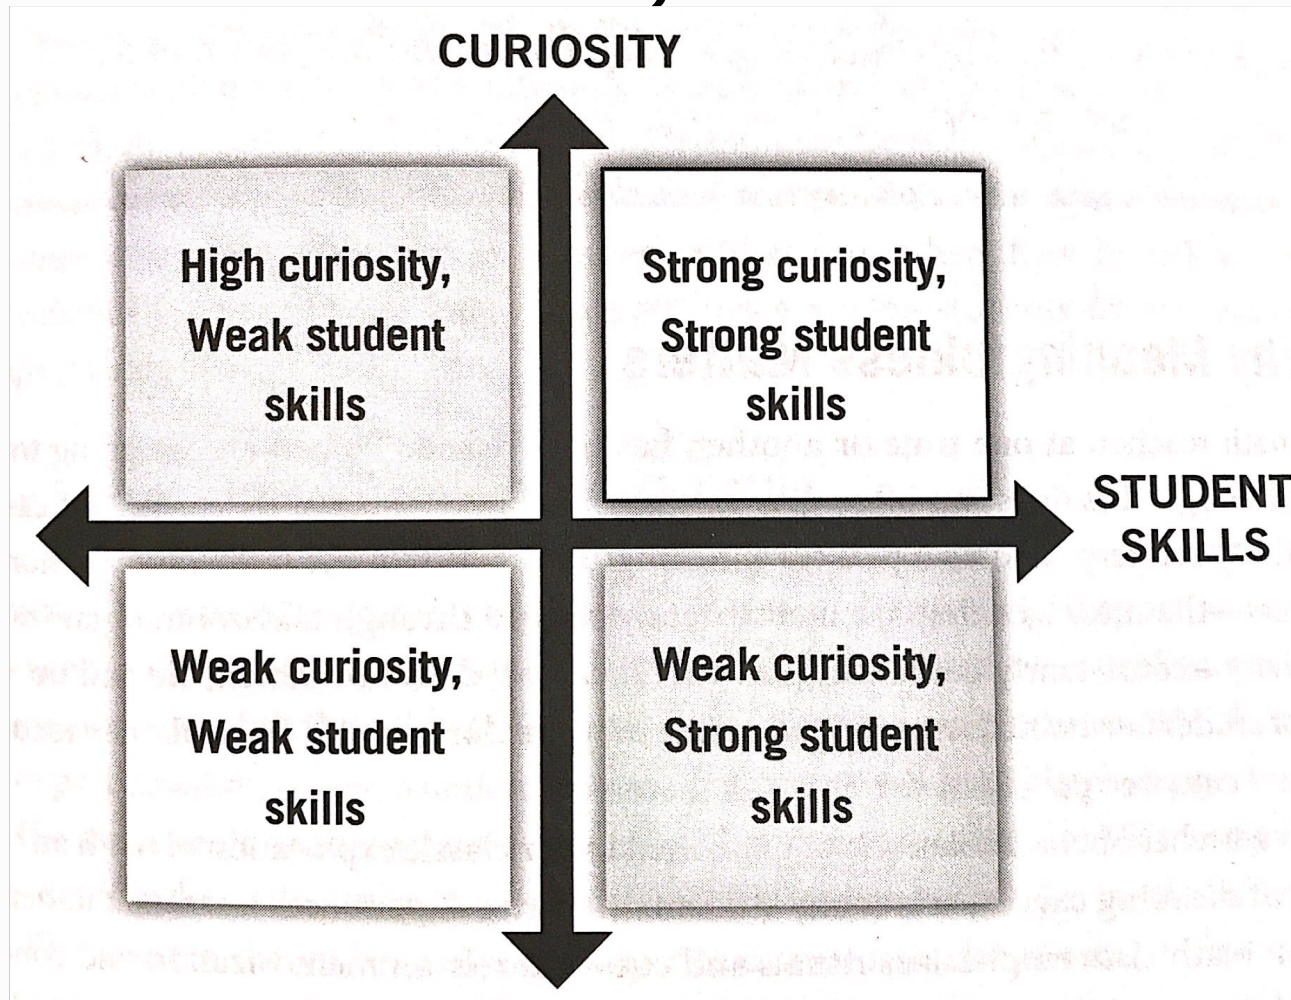 CURIOSITY
High curiosity,
Weak student
skills
Strong curiosity,
Strong student
skills
STUDENT
SKILLS
Weak curiosity,
Weak student
skills
Weak curiosity,
Strong student
skills